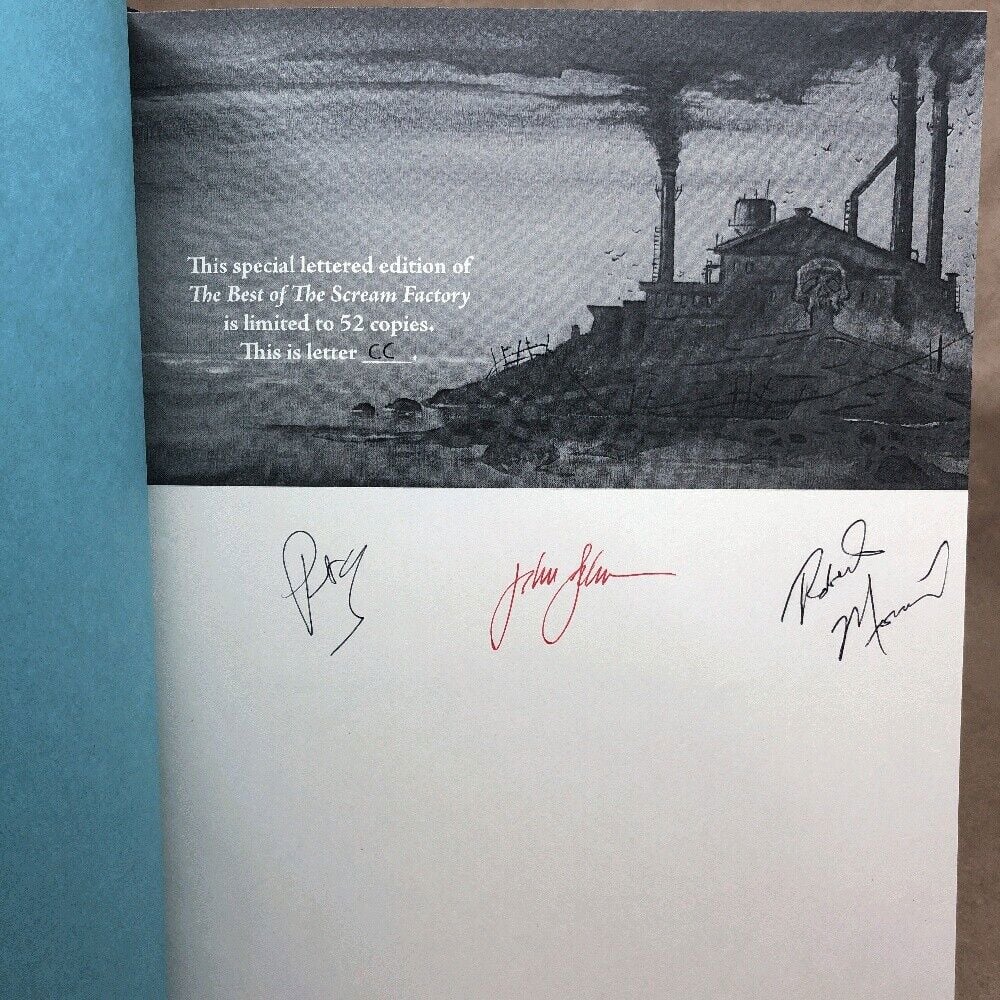 This special lettered edition of
The Best of The Scream Factory
is limited to 52 copies.
This is letter CC.
Robert